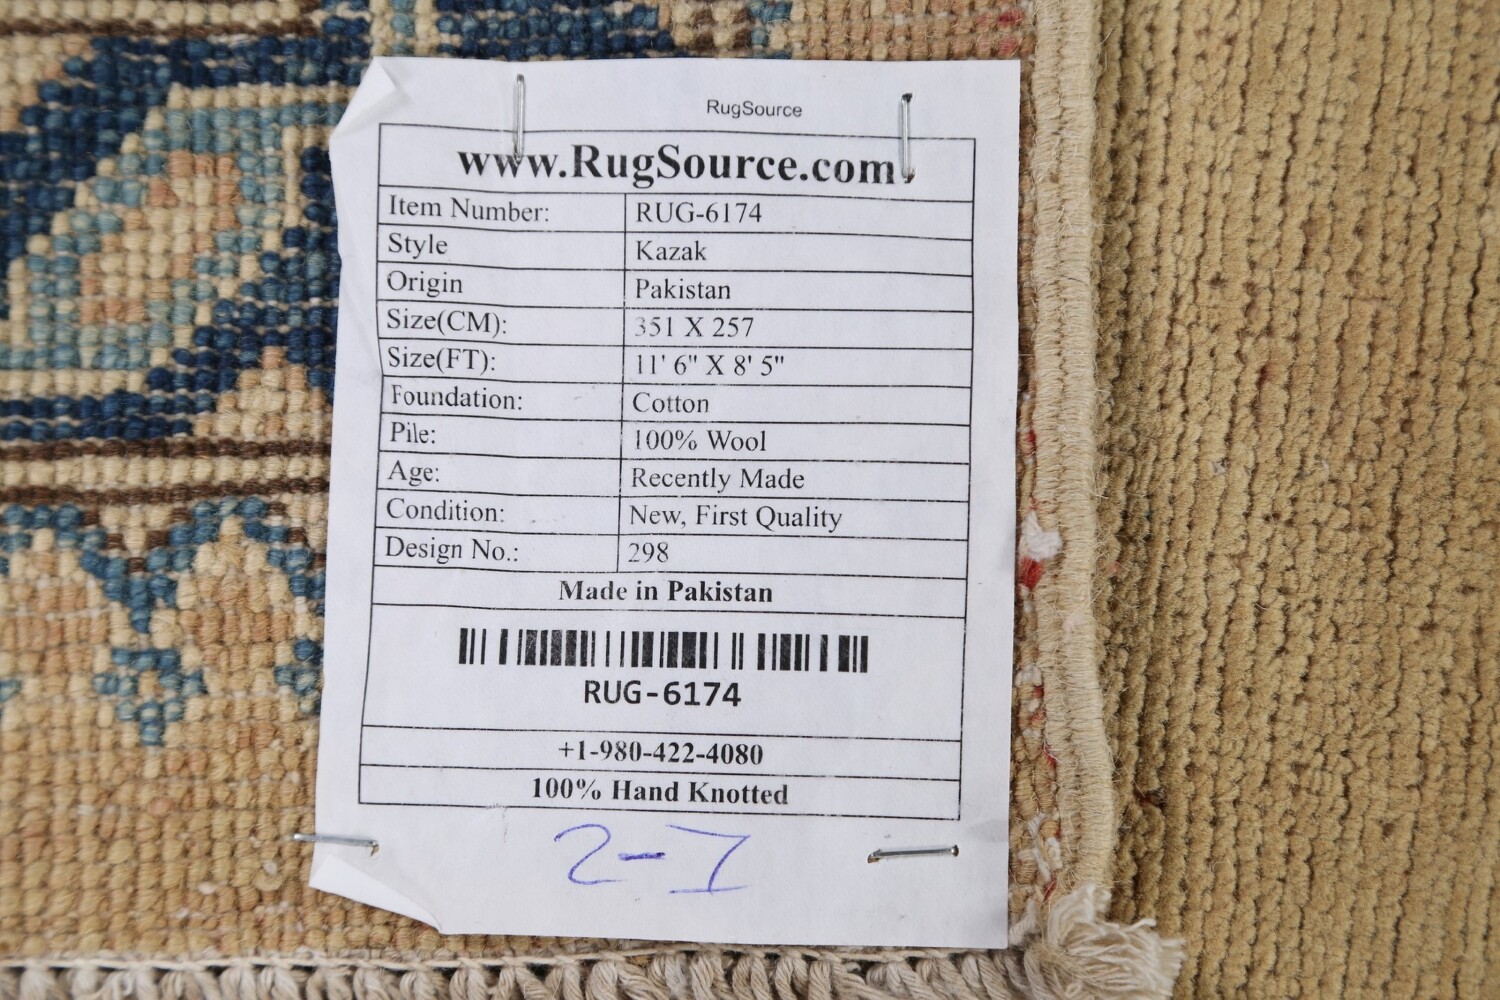 RugSource
www.RugSource.com
Item Number: RUG-6174
Style Kazak
Origin Pakistan
Size(CM): 351 X 257
Size(FT): 11' 6" X 8' 5"
Foundation: Cotton
Pile: 100% Wool
Age: Recently Made
Condition: New, First Quality
Design No.: 298
Made in Pakistan
RUG-6174
+1-980-422-4080
100% Hand Knotted